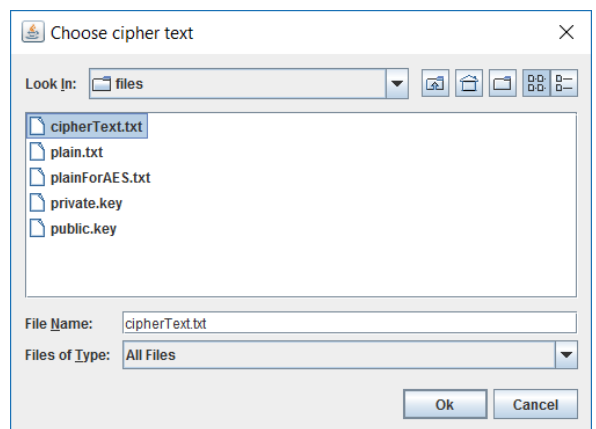 Choose cipher text
Look In: files
cipherText.txt
plain.txt
plainForAES.txt
private.key
public.key
File Name: cipherText.txt
Files of Type: All Files
Ok Cancel